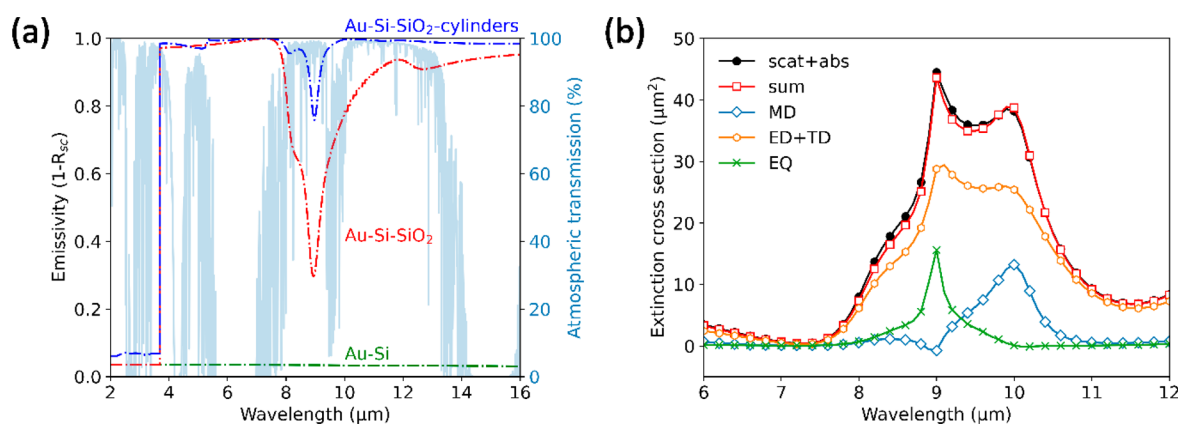 (a)
Au-Si-SiO₂-cylinders
1.0
0.8
0.6
0.4
0.2
0.0
Emissivity (1-R_SC)
100
80
60
40
20
0
Atmospheric transmission (%)
Au-Si-SiO₂
Au-Si
2 4 6 8 10 12 14 16
Wavelength (μm)
(b)
50
40
30
20
10
0
Extinction cross section (μm²)
scat+abs
sum
MD
ED+TD
EQ
6 7 8 9 10 11 12
Wavelength (μm)